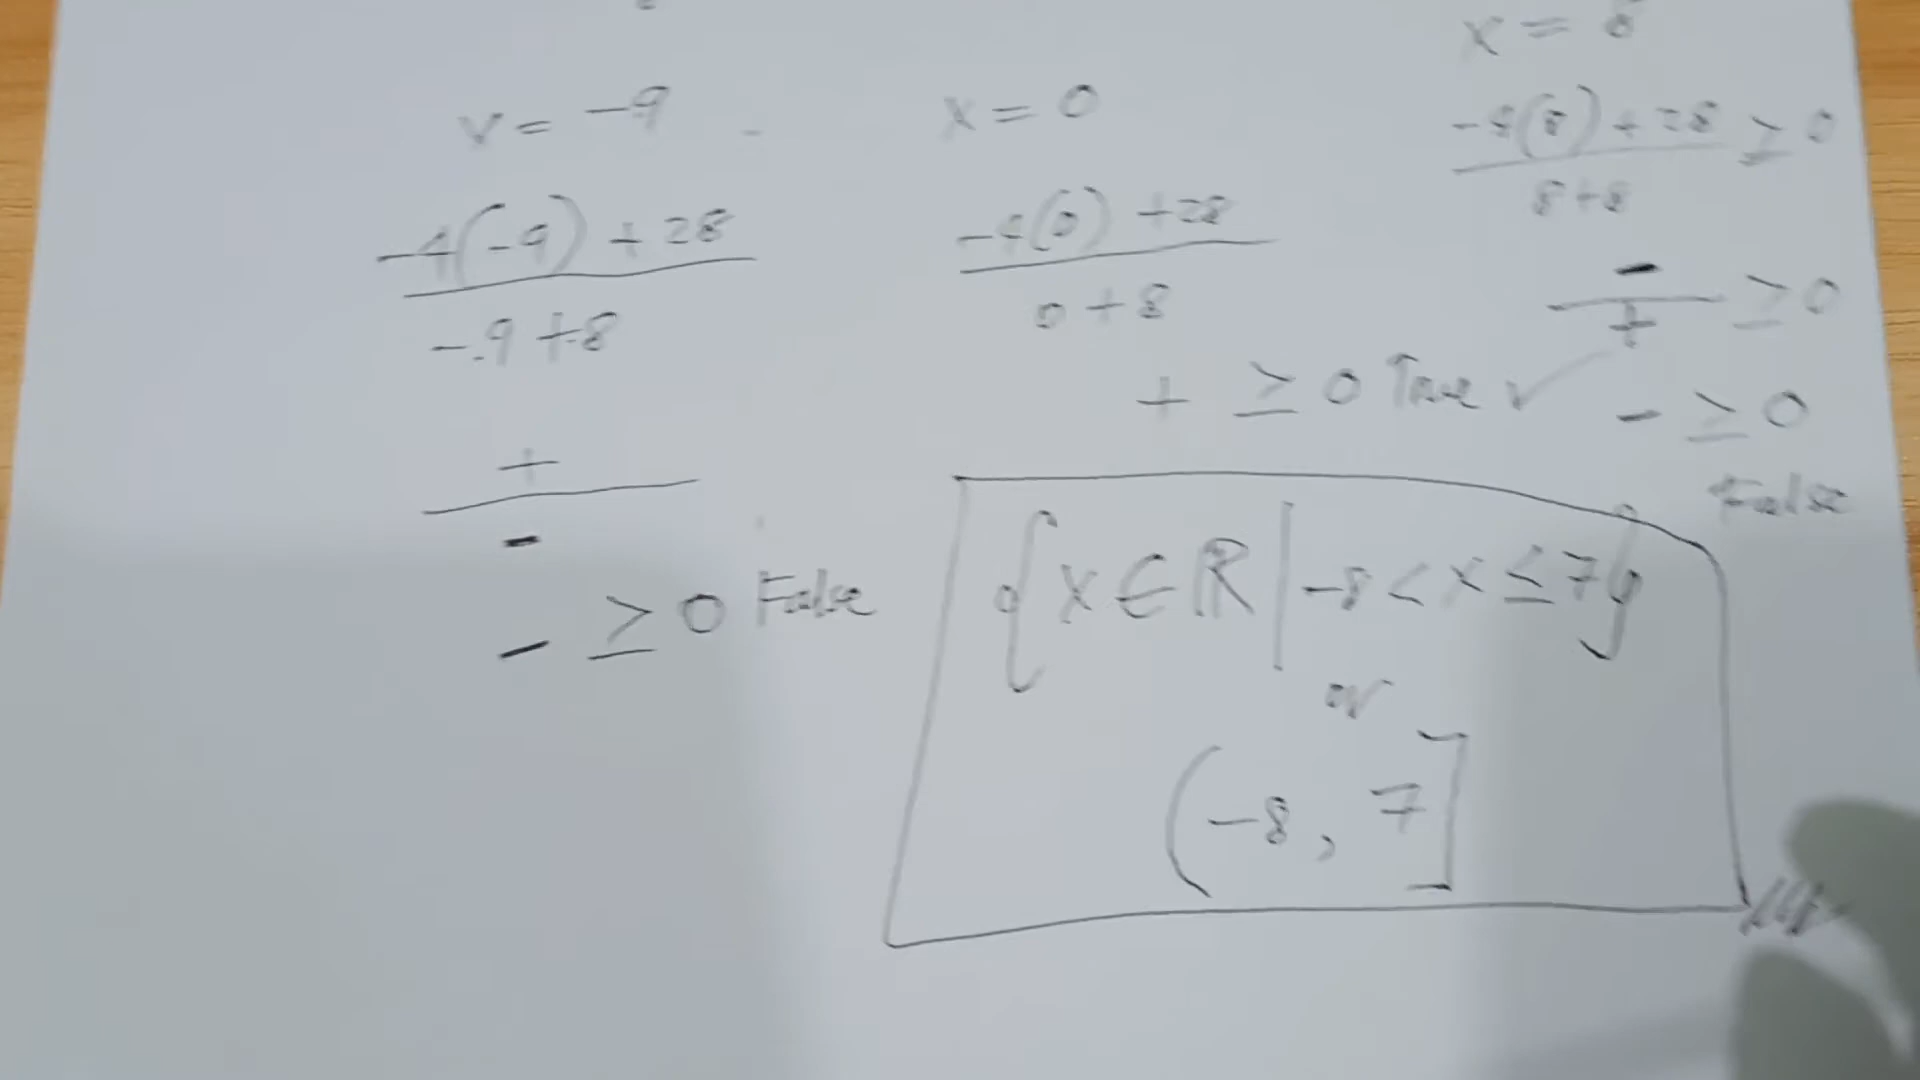 x = -9
-4(-9) + 28
-9 + 8
+
-
- ≥ 0 False
x = 0
-4(0) + 28
0 + 8
+ ≥ 0 True ✓
x = 8
-4(8) + 28 ≥ 0
8 + 8
-
+ ≥ 0
- ≥ 0
False
{x ∈ ℝ | -8 < x ≤ 7}
or
(-8, 7]